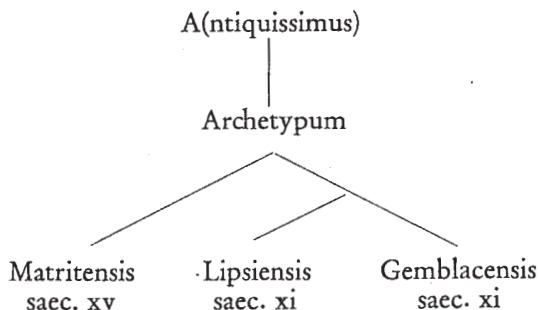 A(ntiquissimus)
Archetypum
Matritensis Lipsiensis Gemblacensis
saec. xv saec. xi saec. xi